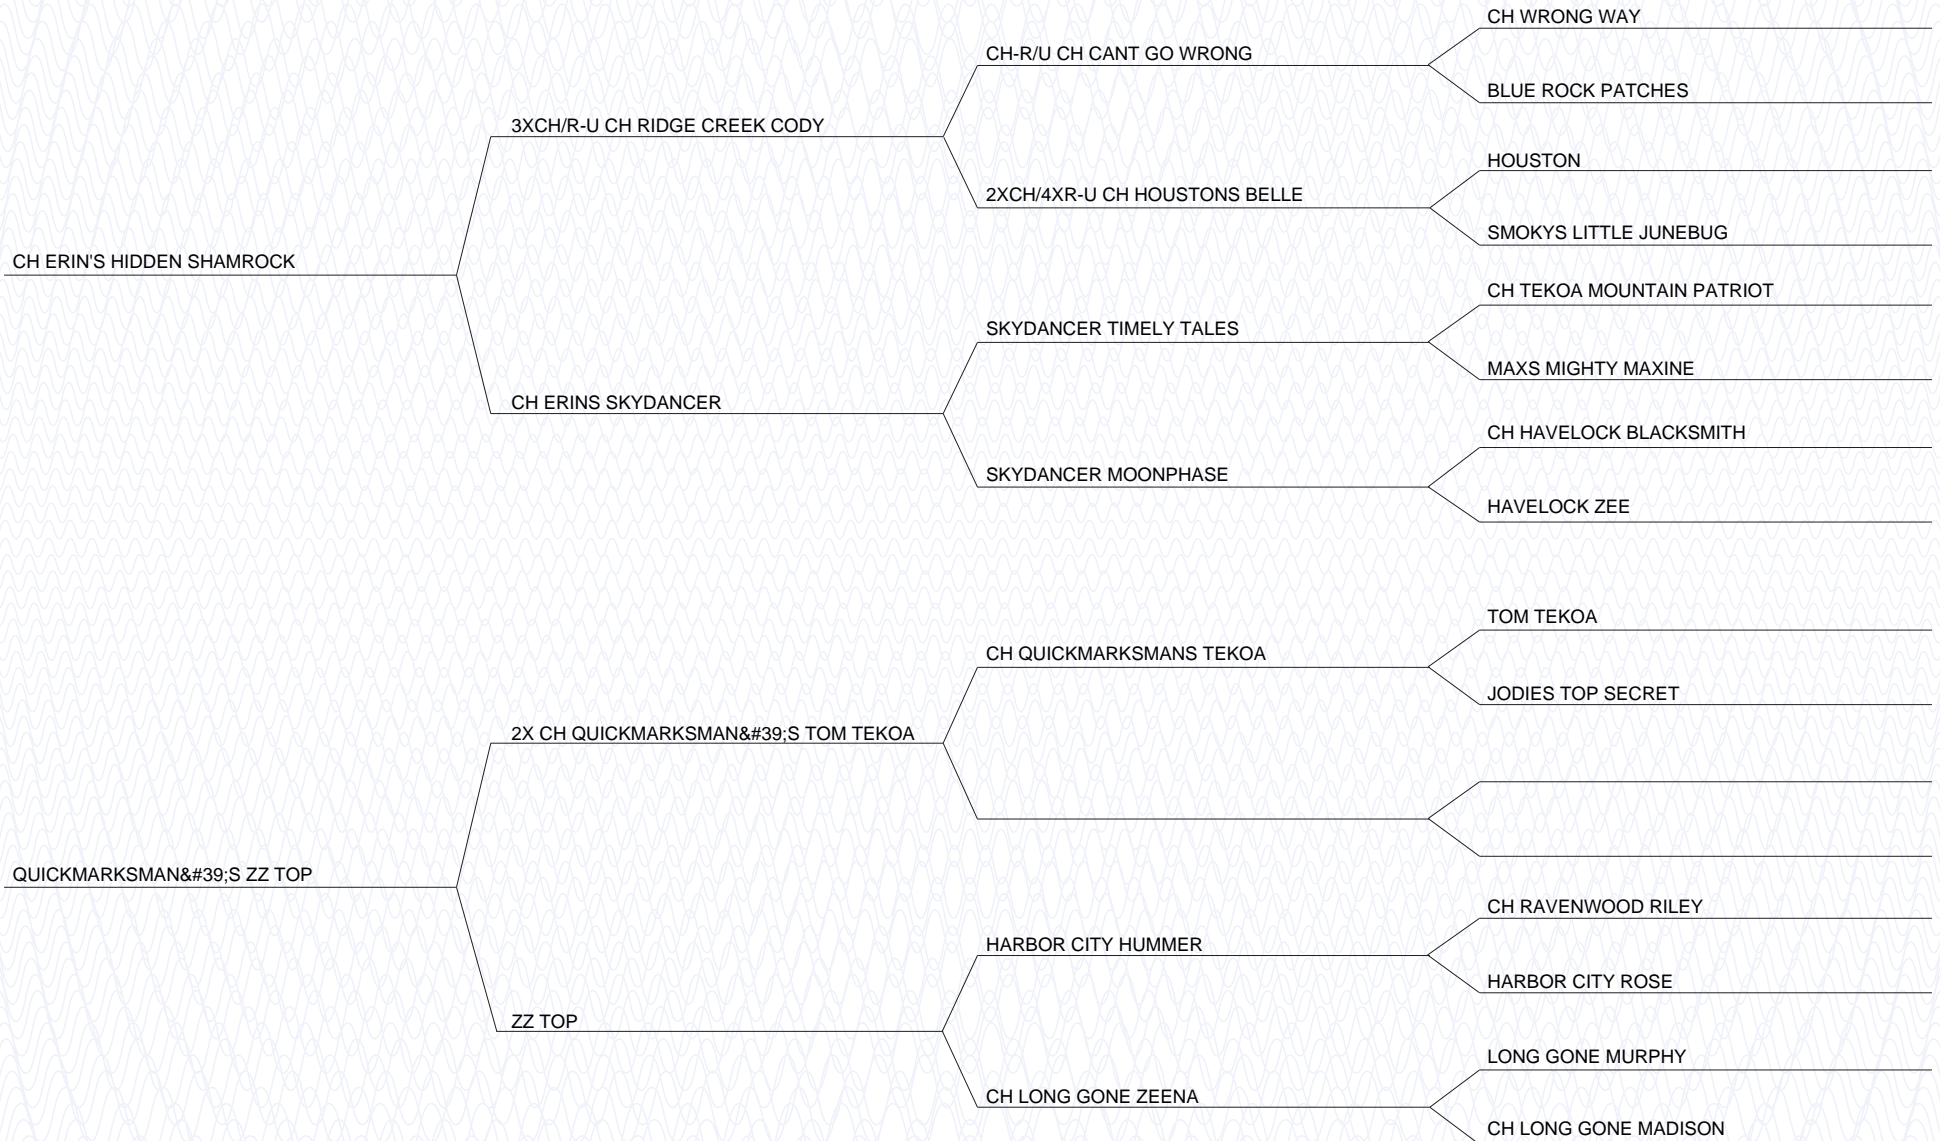 CH WRONG WAY
CH-R/U CH CANT GO WRONG
BLUE ROCK PATCHES
3XCH/R-U CH RIDGE CREEK CODY
HOUSTON
2XCH/4XR-U CH HOUSTONS BELLE
SMOKYS LITTLE JUNEBUG
CH ERIN'S HIDDEN SHAMROCK
CH TEKOA MOUNTAIN PATRIOT
SKYDANCER TIMELY TALES
MAXS MIGHTY MAXINE
CH ERINS SKYDANCER
CH HAVELOCK BLACKSMITH
SKYDANCER MOONPHASE
HAVELOCK ZEE
TOM TEKOA
CH QUICKMARKSMANS TEKOA
JODIES TOP SECRET
2X CH QUICKMARKSMAN&#39;S TOM TEKOA
QUICKMARKSMAN&#39;S ZZ TOP
CH RAVENWOOD RILEY
HARBOR CITY HUMMER
HARBOR CITY ROSE
ZZ TOP
LONG GONE MURPHY
CH LONG GONE ZEENA
CH LONG GONE MADISON